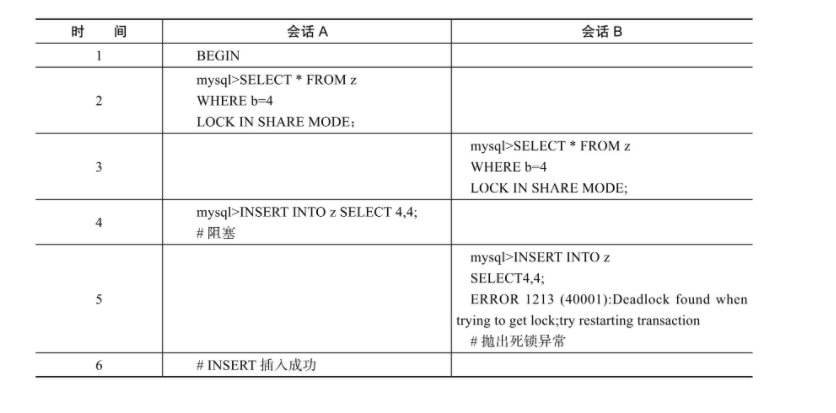 时 间 会话 A 会话 B
1 BEGIN
mysql>SELECT * FROM z
2 WHERE b=4
LOCK IN SHARE MODE;
mysql>SELECT * FROM z
3 WHERE b=4
LOCK IN SHARE MODE;
4 mysql>INSERT INTO z SELECT 4,4;
# 阻塞
mysql>INSERT INTO z
SELECT4,4;
5 ERROR 1213 (40001):Deadlock found when
trying to get lock;try restarting transaction
# 抛出死锁异常
6 # INSERT 插入成功